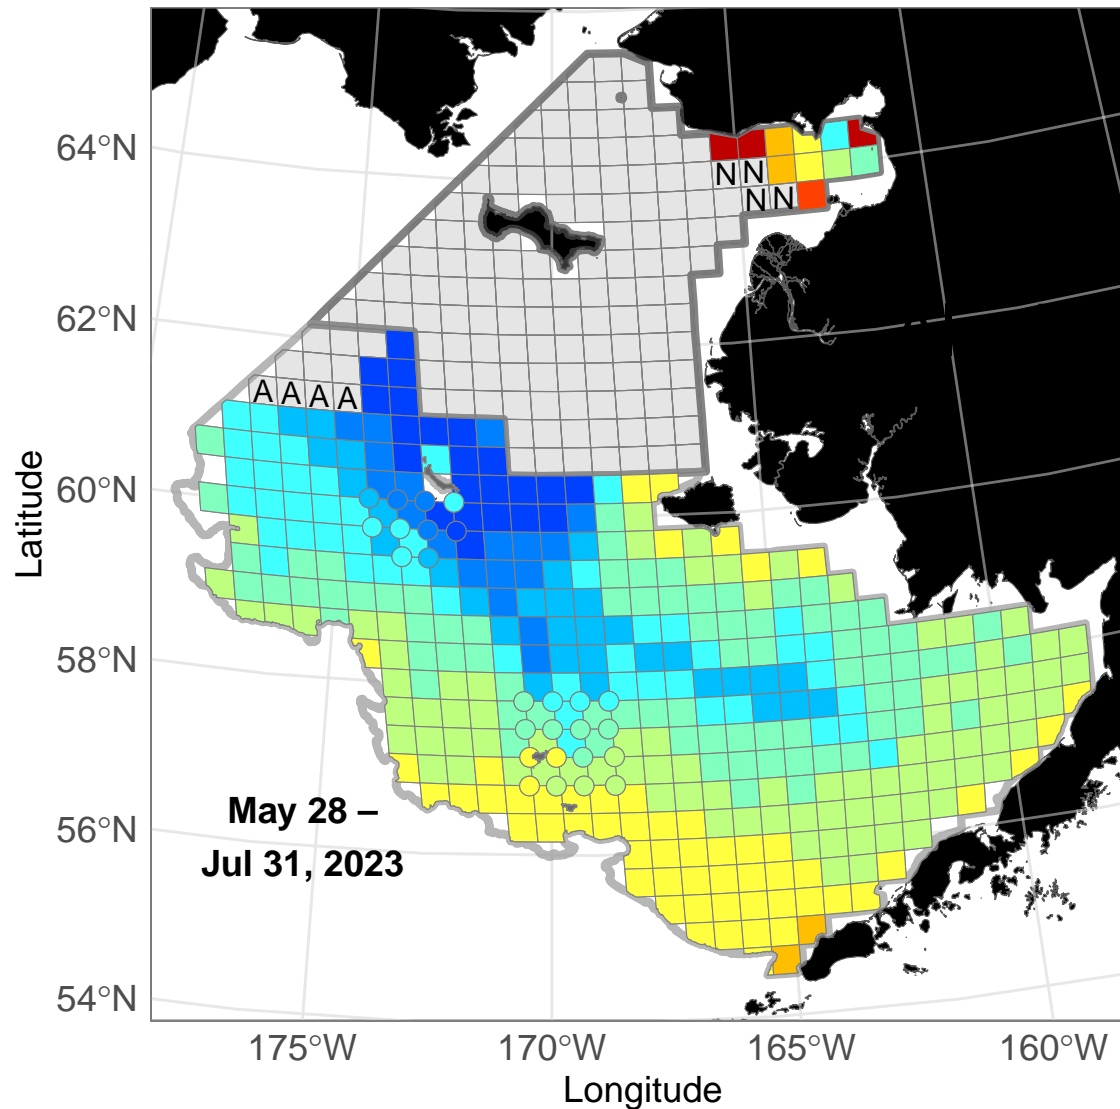 64°N
N N
N N
62°N
A A A A
60°N
Latitude
58°N
May 28 –
Jul 31, 2023
56°N
54°N
175°W 170°W 165°W 160°W
Longitude